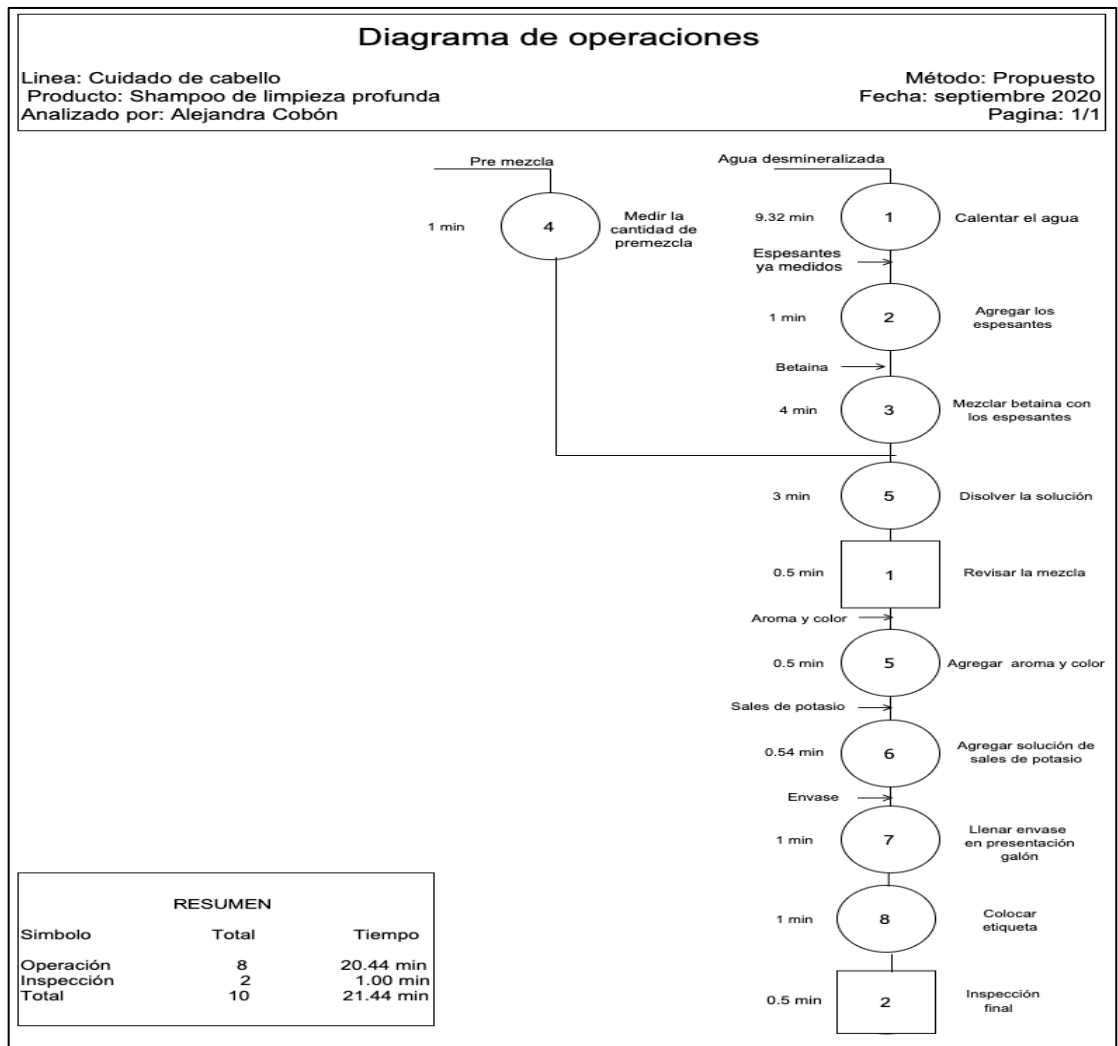 Diagrama de operaciones
Linea: Cuidado de cabello
Producto: Shampoo de limpieza profunda
Analizado por: Alejandra Cobón
Método: Propuesto
Fecha: septiembre 2020
Pagina: 1/1
Pre mezcla
1 min
4
Medir la
cantidad de
premezcla
Agua desmineralizada
9.32 min
1
Calentar el agua
Espesantes
ya medidos
1 min
2
Agregar los
espesantes
Betaina
4 min
3
Mezclar betaina con
los espesantes
3 min
5
Disolver la solución
0.5 min
1
Revisar la mezcla
Aroma y color
0.5 min
5
Agregar aroma y color
Sales de potasio
0.54 min
6
Agregar solución de
sales de potasio
Envase
1 min
7
Llenar envase
en presentación
galón
1 min
8
Colocar
etiqueta
0.5 min
2
Inspección
final
RESUMEN
Simbolo Total Tiempo
Operación 8 20.44 min
Inspección 2 1.00 min
Total 10 21.44 min